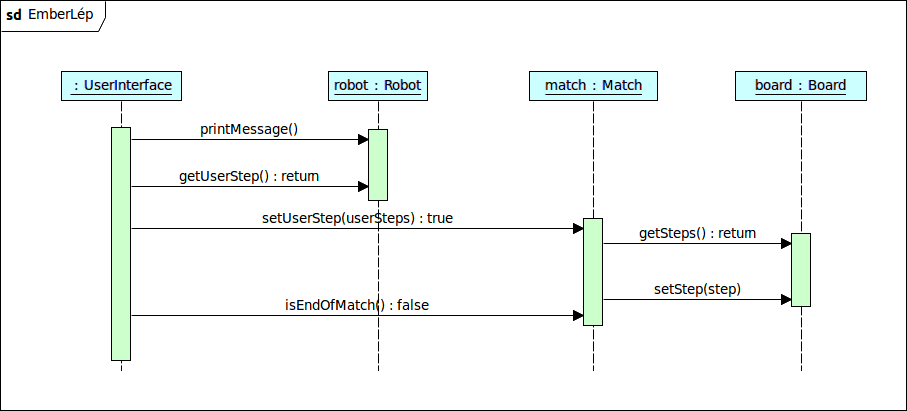 sd EmberLép
: UserInterface
robot : Robot
match : Match
board : Board
printMessage()
getUserStep() : return
setUserStep(userSteps) : true
getSteps() : return
setStep(step)
isEndOfMatch() : false